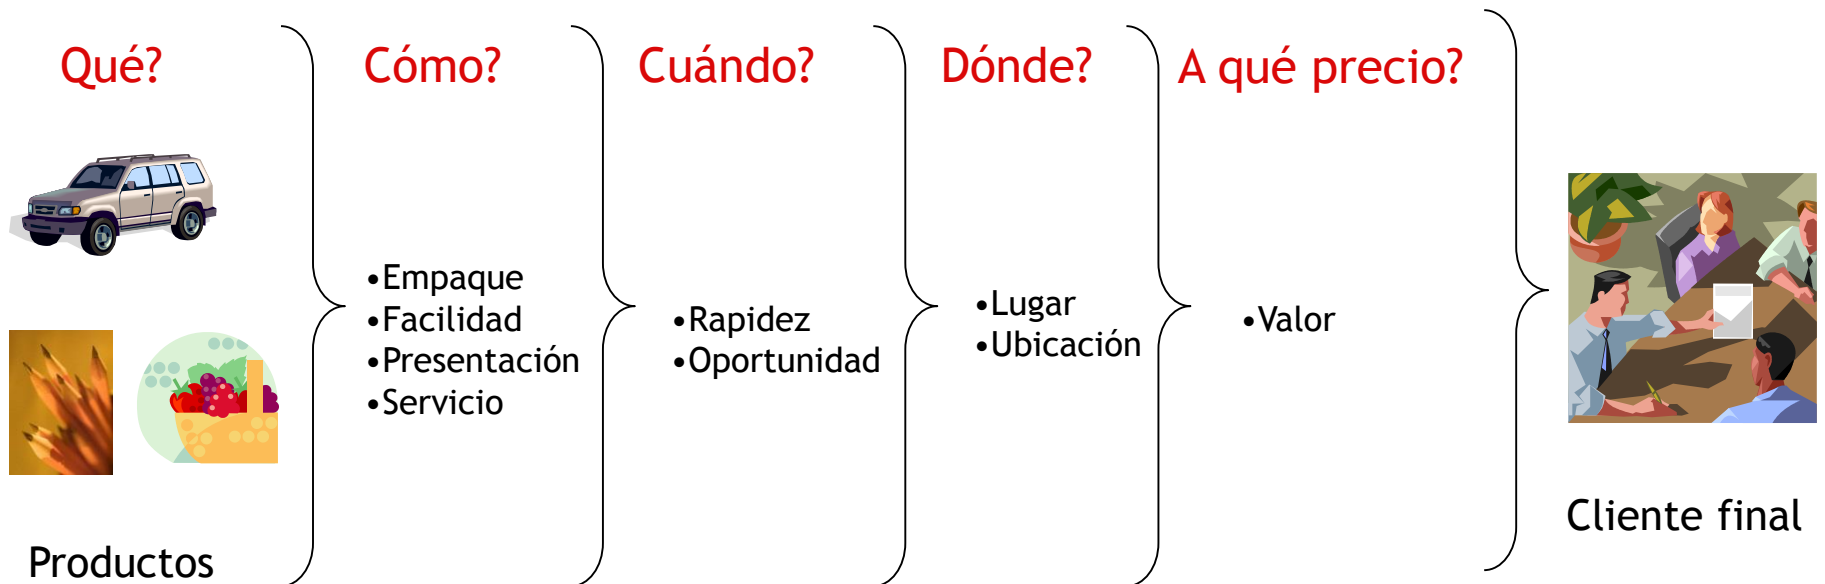 Qué?
Productos
Cómo?
•Empaque
•Facilidad
•Presentación
•Servicio
Cuándo?
•Rapidez
•Oportunidad
Dónde?
•Lugar
•Ubicación
A qué precio?
•Valor
Cliente final